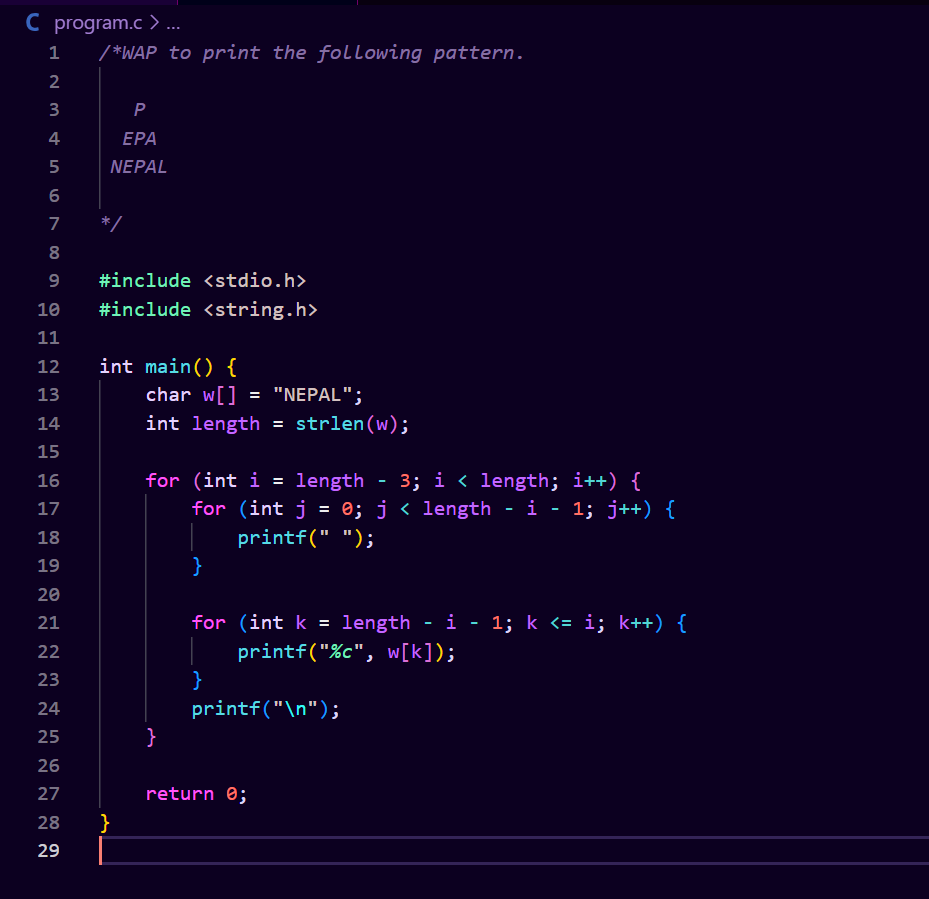 C program.c > ...
1 /*WAP to print the following pattern.
2
3    P
4   EPA
5  NEPAL
6
7 */
8
9 #include <stdio.h>
10 #include <string.h>
11
12 int main() {
13     char w[] = "NEPAL";
14     int length = strlen(w);
15
16     for (int i = length - 3; i < length; i++) {
17         for (int j = 0; j < length - i - 1; j++) {
18             printf(" ");
19         }
20
21         for (int k = length - i - 1; k <= i; k++) {
22             printf("%c", w[k]);
23         }
24         printf("\n");
25     }
26
27     return 0;
28 }
29